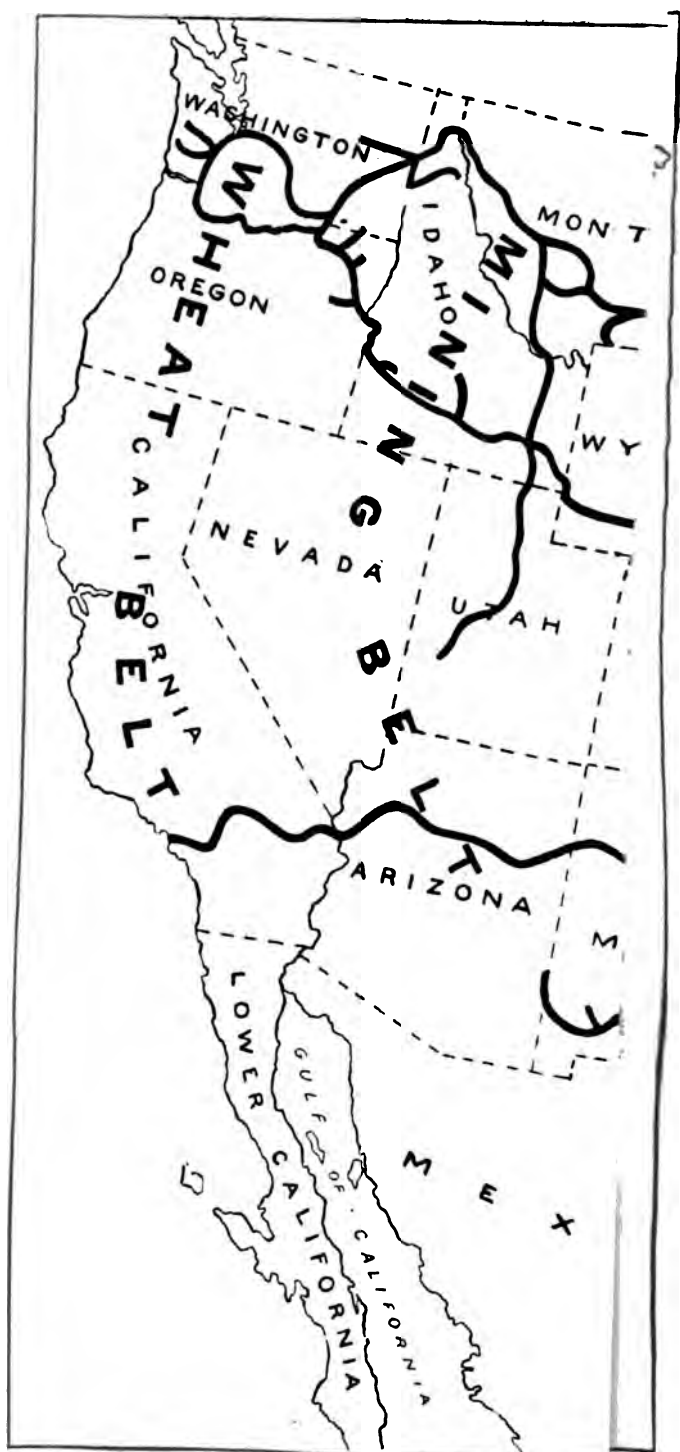 WASHINGTON
MONT
IDAHO
OREGON
WHEAT BELT
MINING BELT
WY
CALIFORNIA
NEVADA
UTAH
ARIZONA
M
LOWER CALIFORNIA
GULF OF CALIFORNIA
MEX